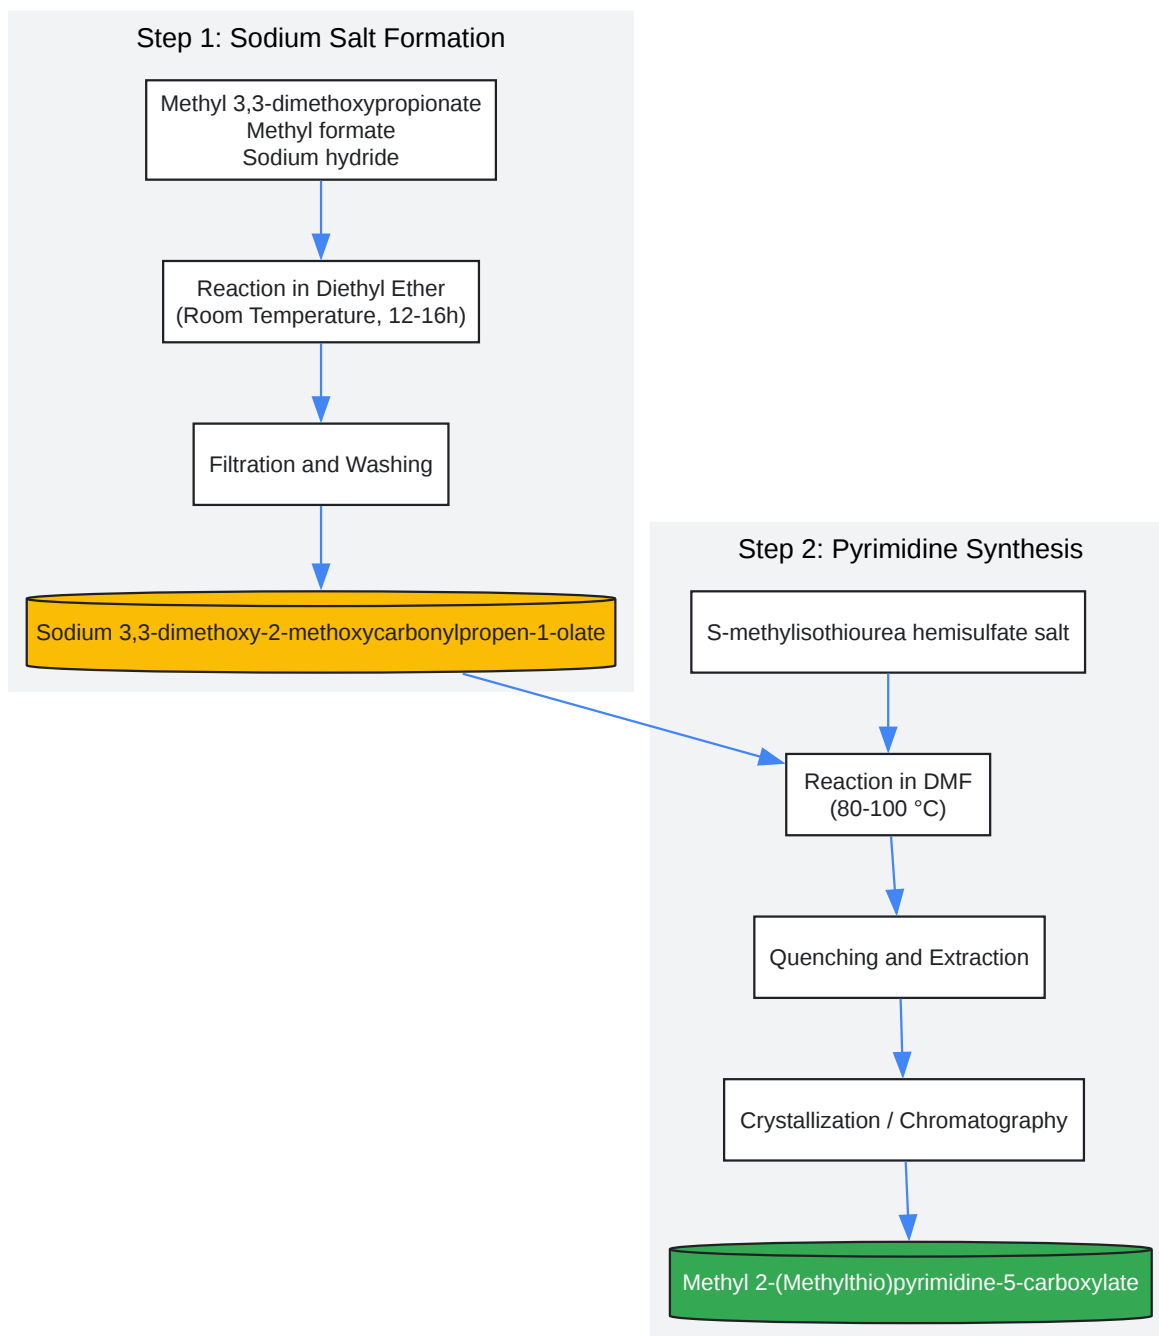 Step 1: Sodium Salt Formation
Methyl 3,3-dimethoxypropionate
Methyl formate
Sodium hydride
Reaction in Diethyl Ether
(Room Temperature, 12-16h)
Filtration and Washing
Sodium 3,3-dimethoxy-2-methoxycarbonylpropen-1-olate
Step 2: Pyrimidine Synthesis
S-methylisothiourea hemisulfate salt
Reaction in DMF
(80-100 °C)
Quenching and Extraction
Crystallization / Chromatography
Methyl 2-(Methylthio)pyrimidine-5-carboxylate